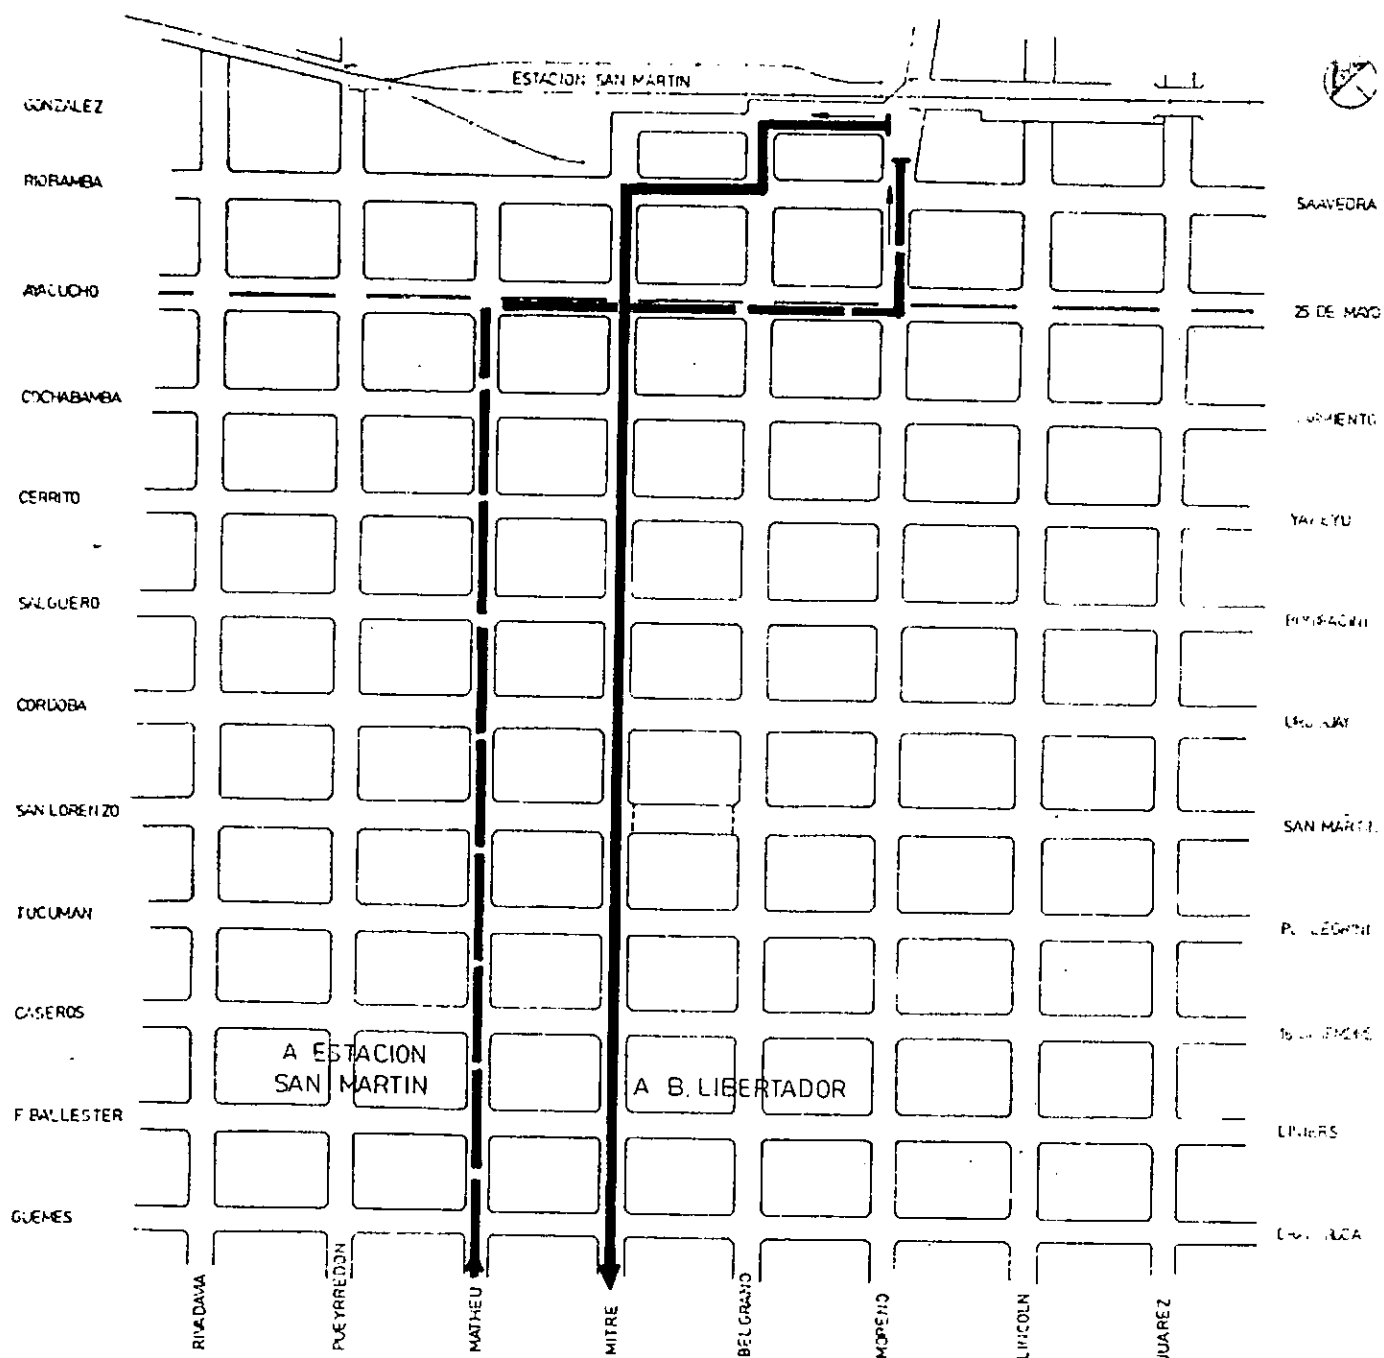 ESTACION SAN MARTIN
GONZALEZ
RIOBAMBA
SAAVEDRA
AYACUCHO
25 DE MAYO
COCHABAMBA
CERRITO
SALGUERO
CORDOBA
SAN LORENZO
SAN MARTIN
TUCUMAN
CASEROS
A ESTACION
SAN MARTIN
A B. LIBERTADOR
F BALLESTER
GUEMES
RIVADAVIA
PUEYRREDON
MATHEU
MITRE
BELGRANO
MORENO
LINCOLN
JUAREZ